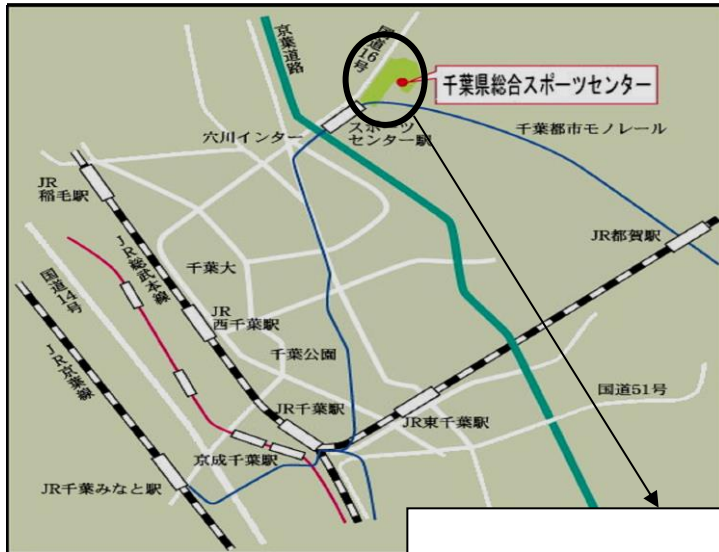 京葉道路
国道16号
千葉県総合スポーツセンター
穴川インター
スポーツ
センター駅
千葉都市モノレール
JR
稲毛駅
JR総武本線
JR都賀駅
国道14号
千葉大
JR
西千葉駅
JR京葉線
千葉公園
国道51号
JR千葉駅
JR東千葉駅
京成千葉駅
JR千葉みなと駅